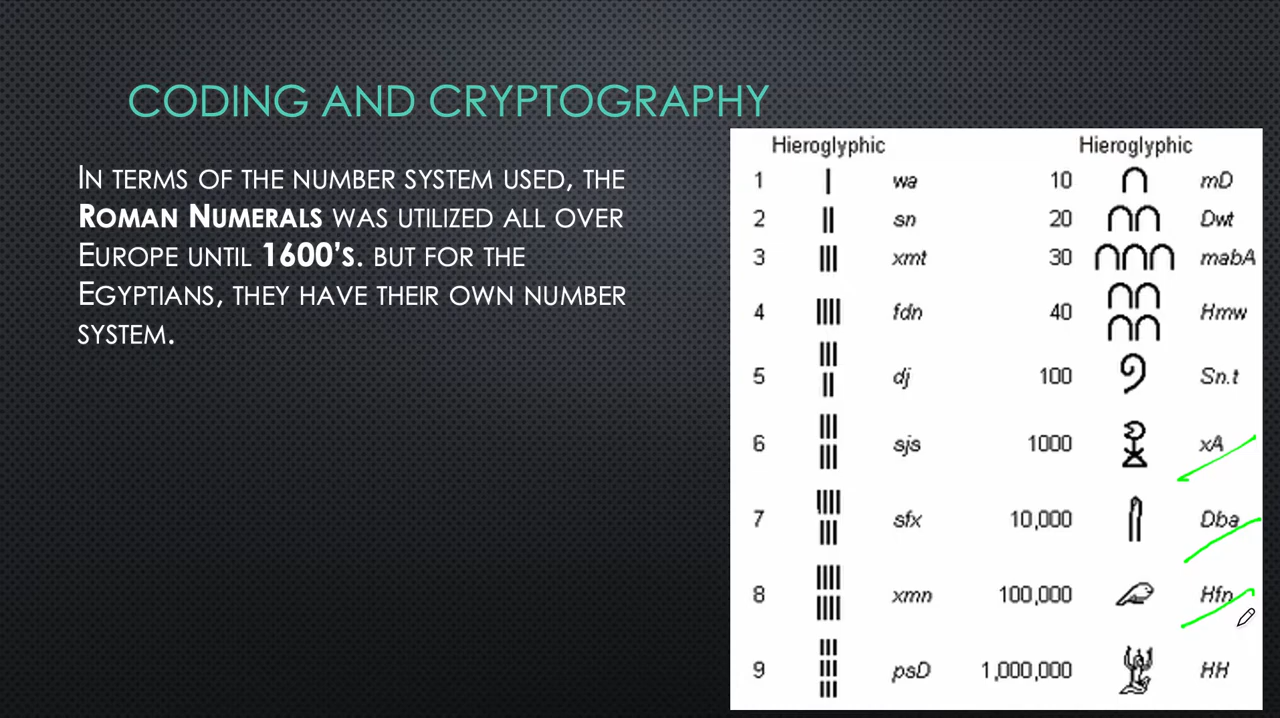 CODING AND CRYPTOGRAPHY
IN TERMS OF THE NUMBER SYSTEM USED, THE
ROMAN NUMERALS WAS UTILIZED ALL OVER
EUROPE UNTIL 1600'S. BUT FOR THE
EGYPTIANS, THEY HAVE THEIR OWN NUMBER
SYSTEM.
Hieroglyphic Hieroglyphic
1 wa 10 mD
2 sn 20 Dwt
3 xmt 30 mabA
4 fdn 40 Hmw
5 dj 100 Sn.t
6 sjs 1000 xA
7 sfx 10,000 Dba
8 xmn 100,000 Hfn
9 psD 1,000,000 HH